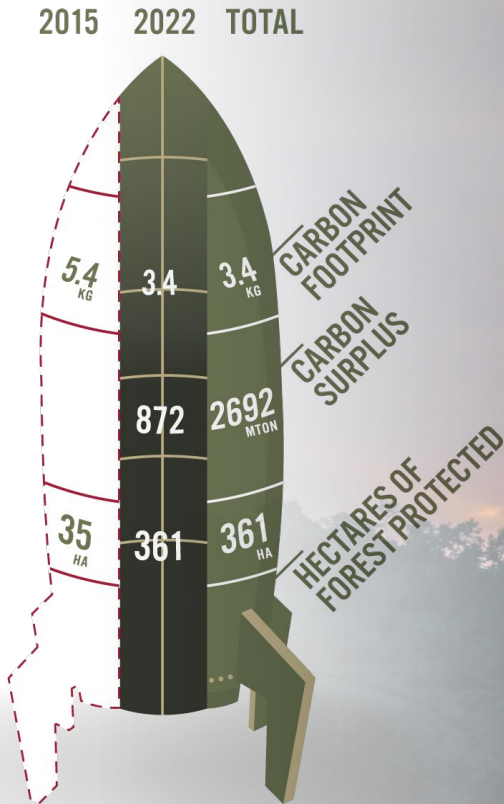 2015 2022 TOTAL
5.4 KG
3.4
3.4 KG
CARBON
FOOTPRINT
872
2692 MTON
CARBON
SURPLUS
35 HA
361
361 HA
HECTARES OF
FOREST PROTECTED